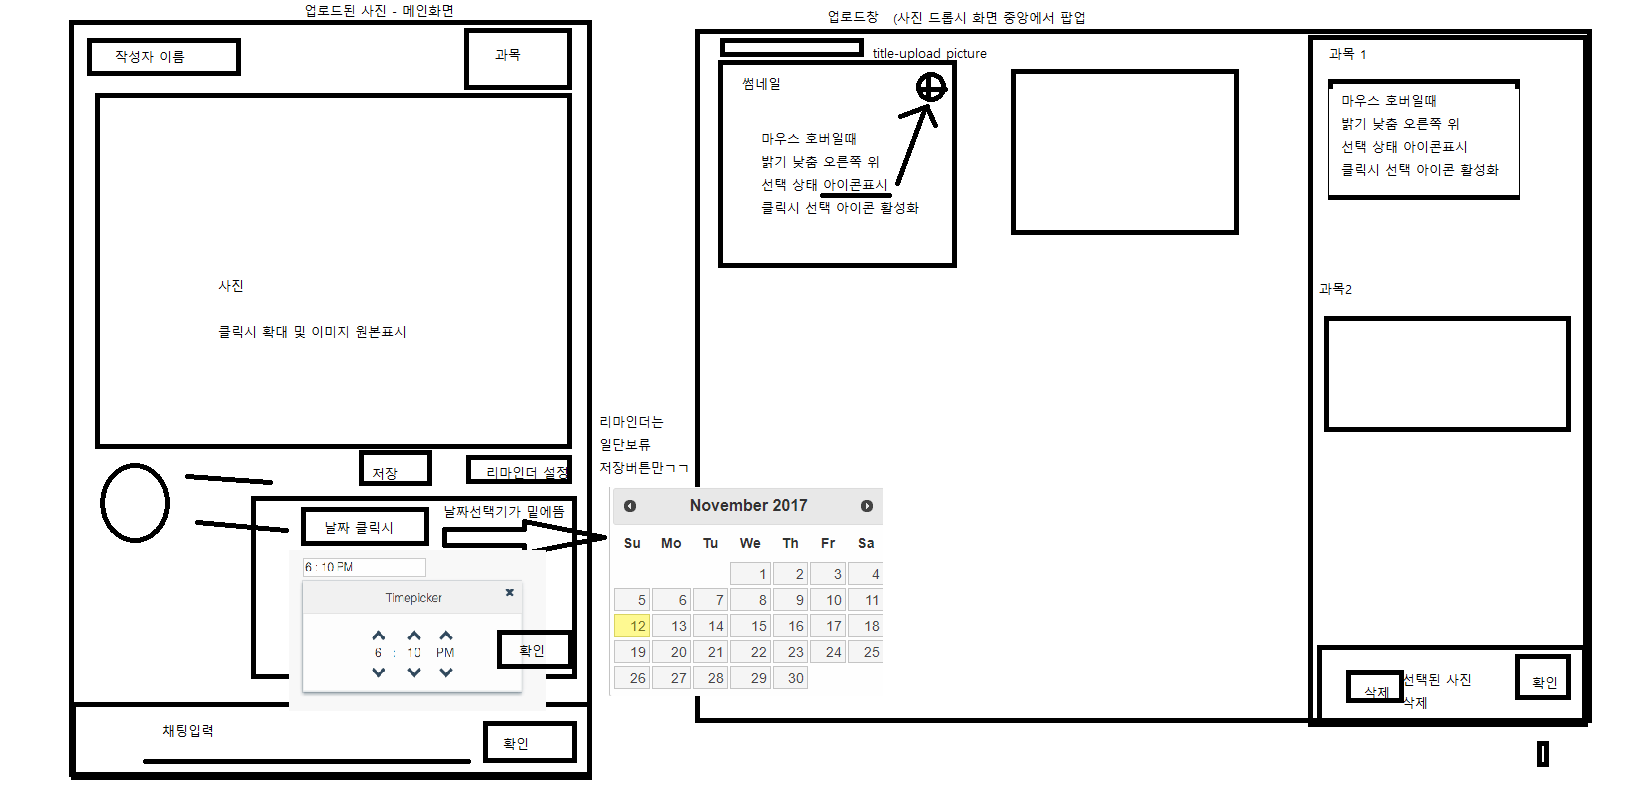 업로드된 사진 - 메인화면
작성자 이름
과목
사진
클릭시 확대 및 이미지 원본표시
저장
리마인더 설정
날짜 클릭시
날짜선택기가 밑에뜸
6 : 10 PM
Timepicker
6 : 10 PM
확인
채팅입력
확인
리마인더는
일단보류
저장버튼만ㄱㄱ
November 2017
Su Mo Tu We Th Fr Sa
1 2 3 4
5 6 7 8 9 10 11
12 13 14 15 16 17 18
19 20 21 22 23 24 25
26 27 28 29 30
업로드창 (사진 드롭시 화면 중앙에서 팝업
title-upload picture
썸네일
마우스 호버일때
밝기 낮춤 오른쪽 위
선택 상태 아이콘표시
클릭시 선택 아이콘 활성화
과목 1
마우스 호버일때
밝기 낮춤 오른쪽 위
선택 상태 아이콘표시
클릭시 선택 아이콘 활성화
과목2
삭제
선택된 사진
삭제
확인